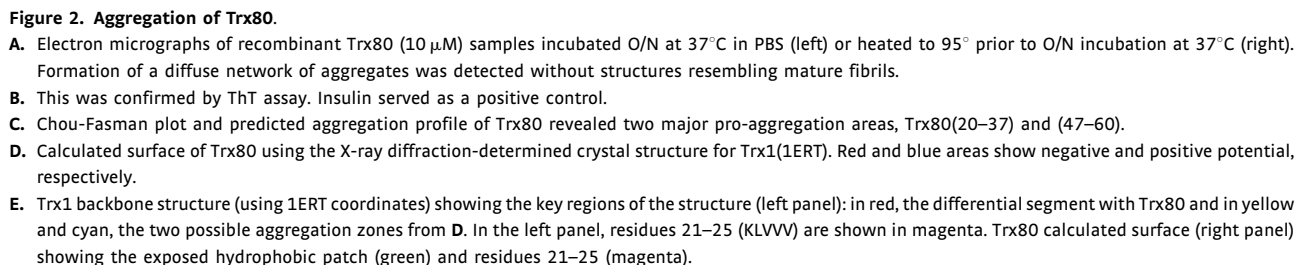 Figure 2. Aggregation of Trx80.
A. Electron micrographs of recombinant Trx80 (10 μM) samples incubated O/N at 37°C in PBS (left) or heated to 95° prior to O/N incubation at 37°C (right).
Formation of a diffuse network of aggregates was detected without structures resembling mature fibrils.
B. This was confirmed by ThT assay. Insulin served as a positive control.
C. Chou-Fasman plot and predicted aggregation profile of Trx80 revealed two major pro-aggregation areas, Trx80(20–37) and (47–60).
D. Calculated surface of Trx80 using the X-ray diffraction-determined crystal structure for Trx1(1ERT). Red and blue areas show negative and positive potential,
respectively.
E. Trx1 backbone structure (using 1ERT coordinates) showing the key regions of the structure (left panel): in red, the differential segment with Trx80 and in yellow
and cyan, the two possible aggregation zones from D. In the left panel, residues 21–25 (KLVVV) are shown in magenta. Trx80 calculated surface (right panel)
showing the exposed hydrophobic patch (green) and residues 21–25 (magenta).